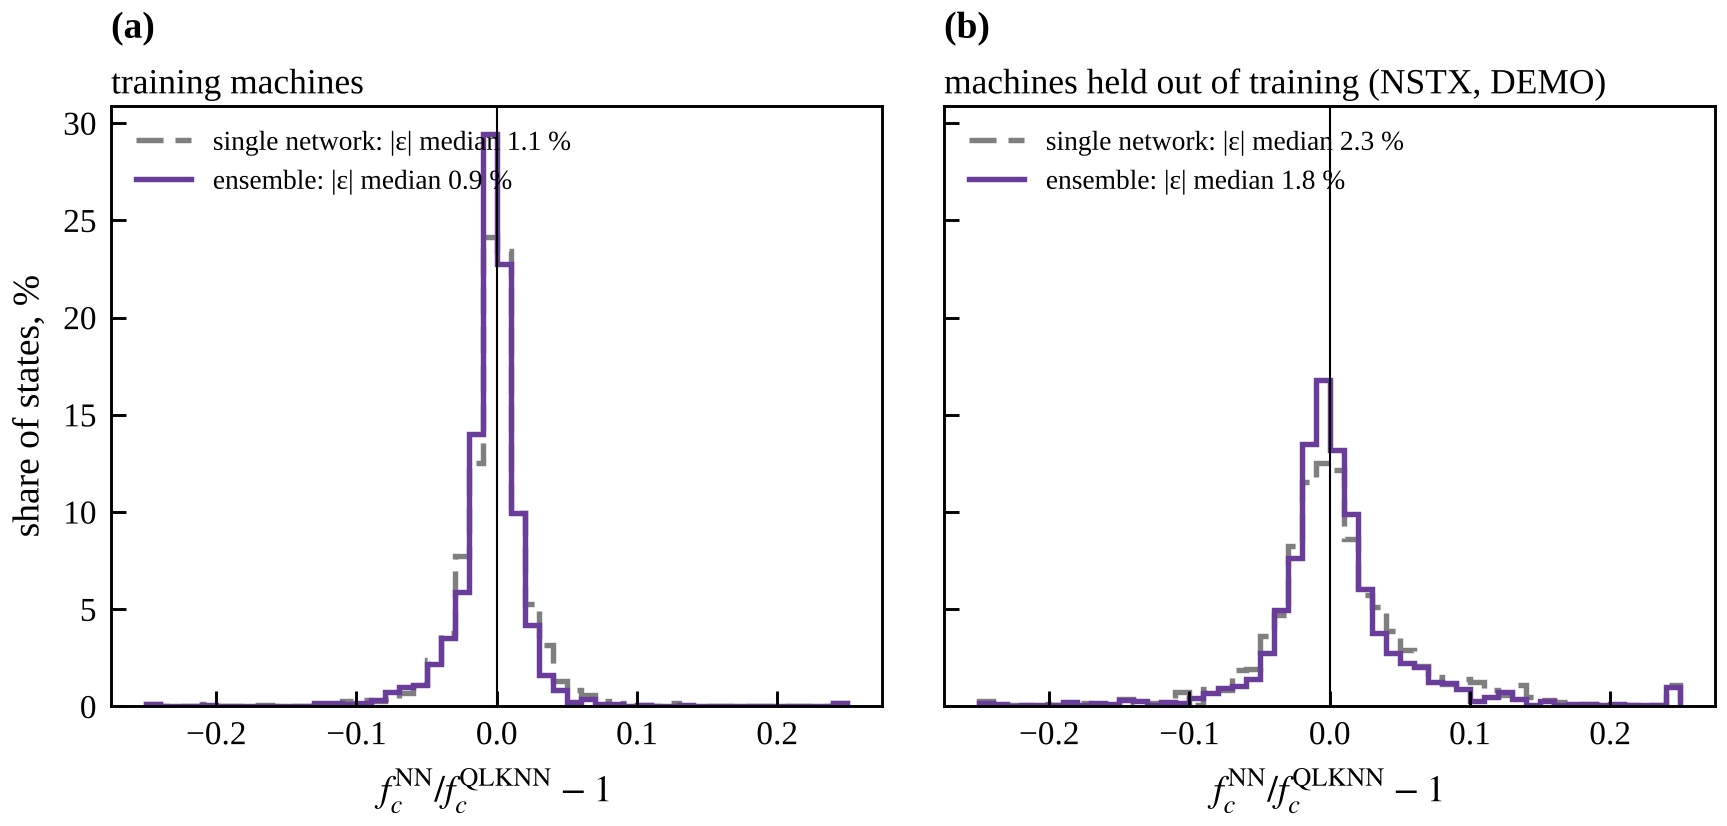 (a)
training machines
single network: |ε| median 1.1 %
ensemble: |ε| median 0.9 %
share of states, %
30
25
20
15
10
5
0
−0.2 −0.1 0.0 0.1 0.2
f_c^NN/f_c^QLKNN − 1
(b)
machines held out of training (NSTX, DEMO)
single network: |ε| median 2.3 %
ensemble: |ε| median 1.8 %
−0.2 −0.1 0.0 0.1 0.2
f_c^NN/f_c^QLKNN − 1